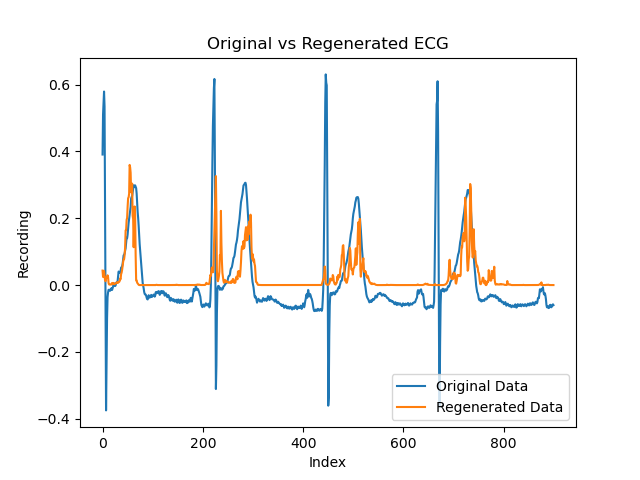 Original vs Regenerated ECG
Recording
0.6
0.4
0.2
0.0
−0.2
−0.4
0
200
400
600
800
Index
Original Data
Regenerated Data